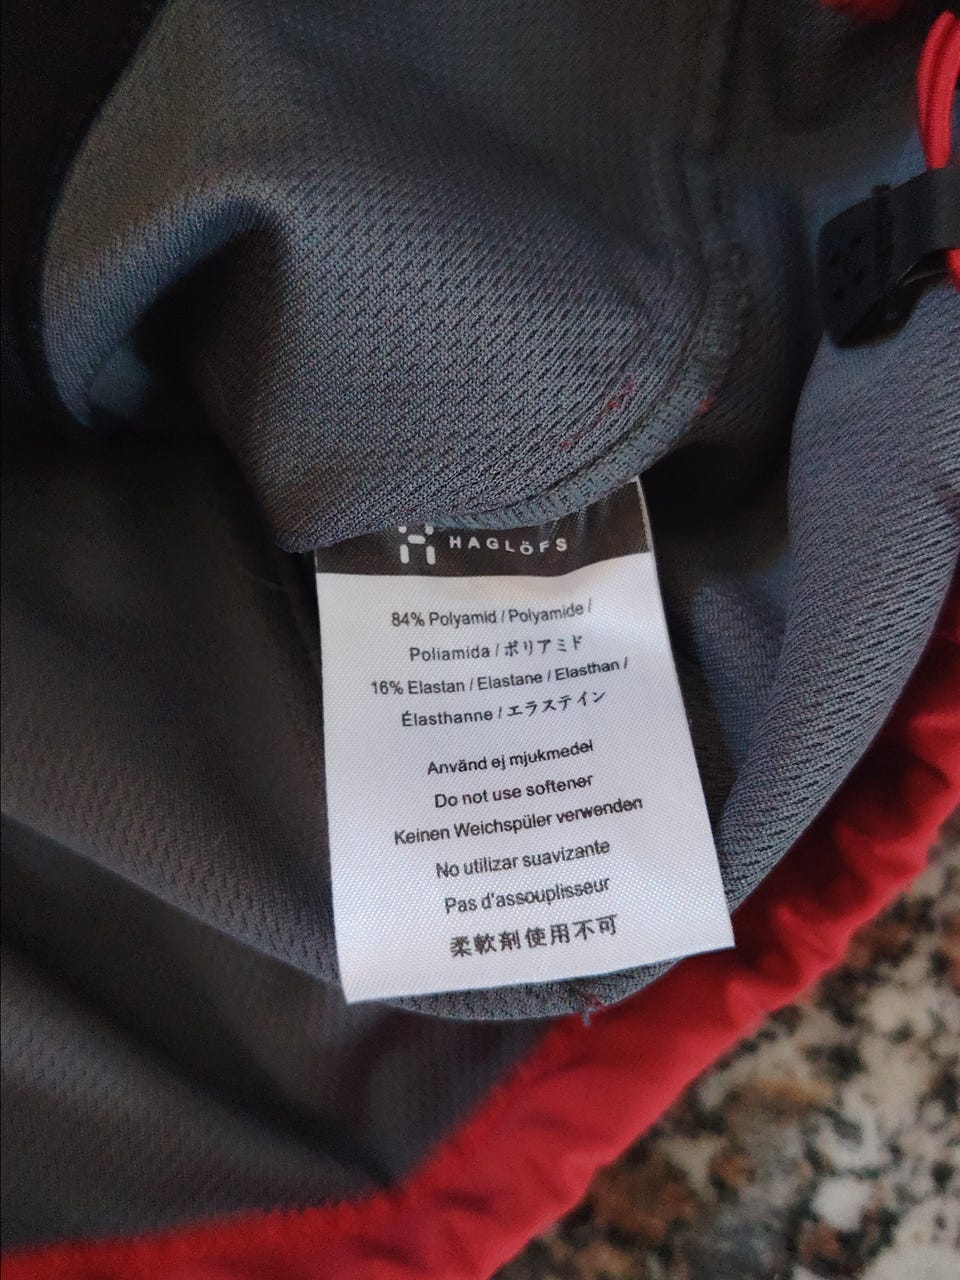 HAGLÖFS
84% Polyamid / Polyamide /
Poliamida / ポリアミド
16% Elastan / Elastane / Elasthan /
Élasthanne / エラスティン
Använd ej mjukmedel
Do not use softener
Keinen Weichspüler verwenden
No utilizar suavizante
Pas d'assouplisseur
柔軟剤使用不可